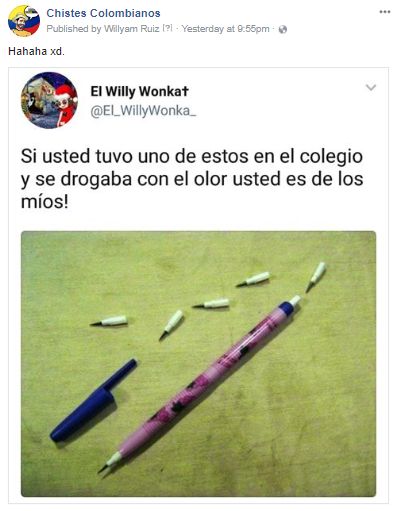 Chistes Colombianos
Published by Willyam Ruiz [?] · Yesterday at 9:55pm ·
Hahaha xd.
El Willy Wonka✝
@El_WillyWonka_
Si usted tuvo uno de estos en el colegio
y se drogaba con el olor usted es de los
míos!